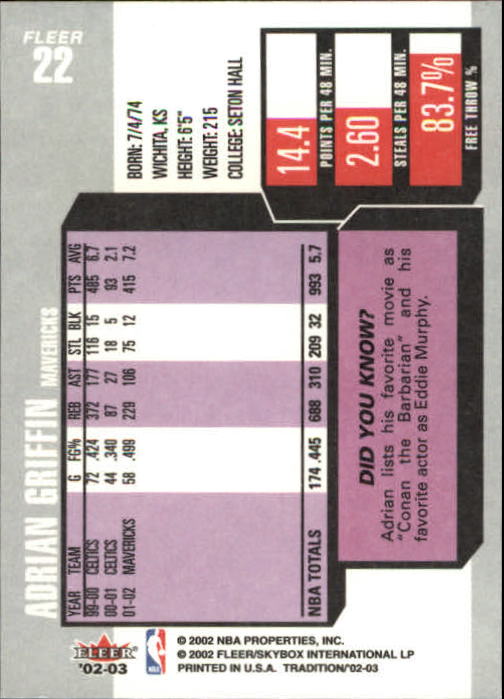 FLEER
22
ADRIAN GRIFFIN MAVERICKS
BORN: 7/4/74
WICHITA, KS
HEIGHT: 6'5"
WEIGHT: 215
COLLEGE: SETON HALL
14.4
POINTS PER 48 MIN.
2.60
STEALS PER 48 MIN.
83.7%
FREE THROW %
YEAR TEAM G FG% REB AST STL BLK PTS AVG
99-00 CELTICS 72 .424 372 177 116 15 485 6.7
00-01 CELTICS 44 .340 87 27 18 5 93 2.1
01-02 MAVERICKS 58 .499 229 106 75 12 415 7.2
NBA TOTALS 174 .445 688 310 209 32 993 5.7
DID YOU KNOW?
Adrian lists his favorite movie as
"Conan the Barbarian" and his
favorite actor as Eddie Murphy.
FLEER
'02-03
NBA
© 2002 NBA PROPERTIES, INC.
© 2002 FLEER/SKYBOX INTERNATIONAL LP
PRINTED IN U.S.A. TRADITION/'02-03